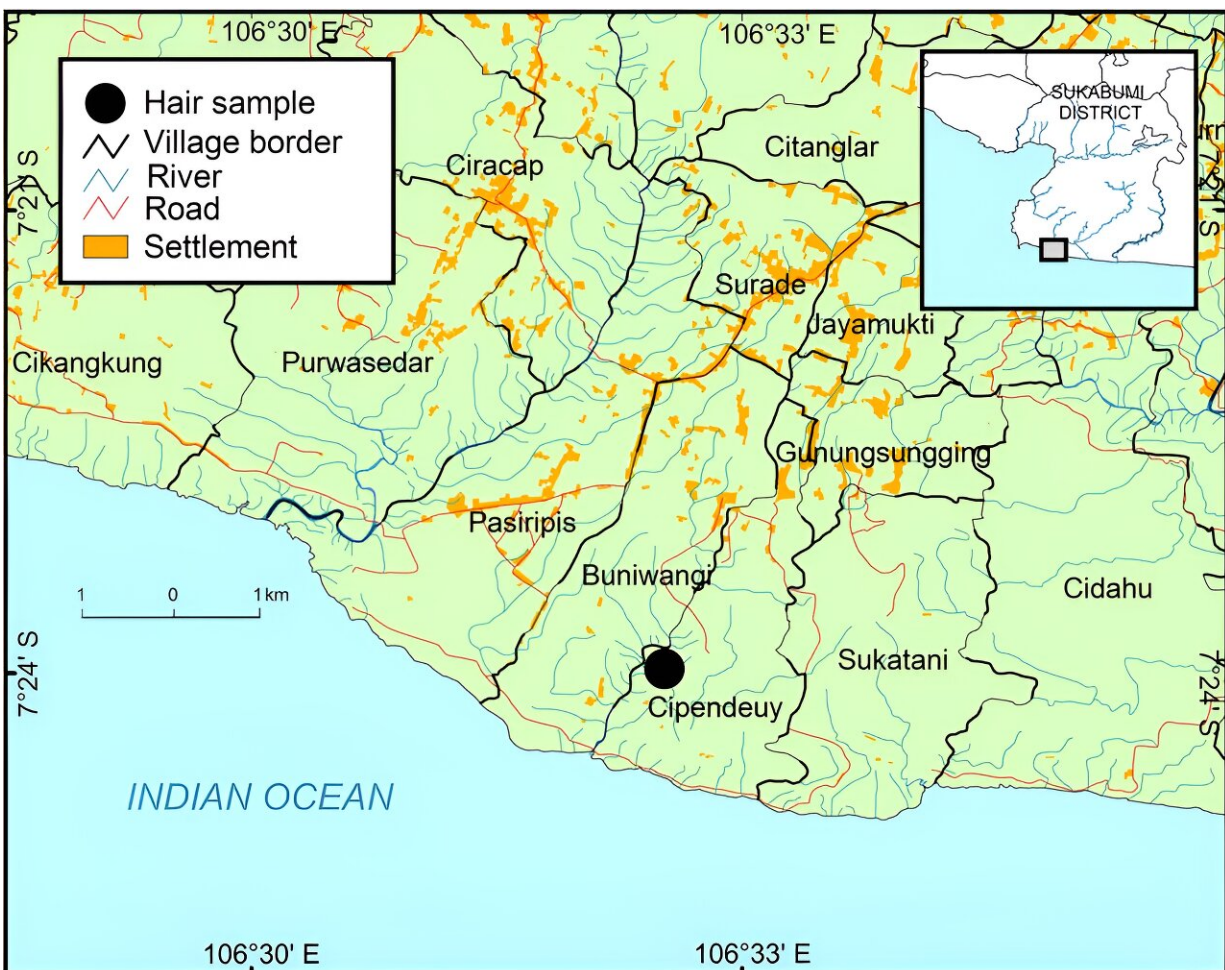 106°30' E
106°33' E
Hair sample
Village border
River
Road
Settlement
SUKABUMI
DISTRICT
7°21' S
7°21' S
Ciracap
Citanglar
Surade
Jayamukti
Cikangkung
Purwasedar
Gunungsungging
Pasiripis
Buniwangi
Cidahu
1 0 1 km
Sukatani
7°24' S
7°24' S
Cipendeuy
INDIAN OCEAN
106°30' E
106°33' E